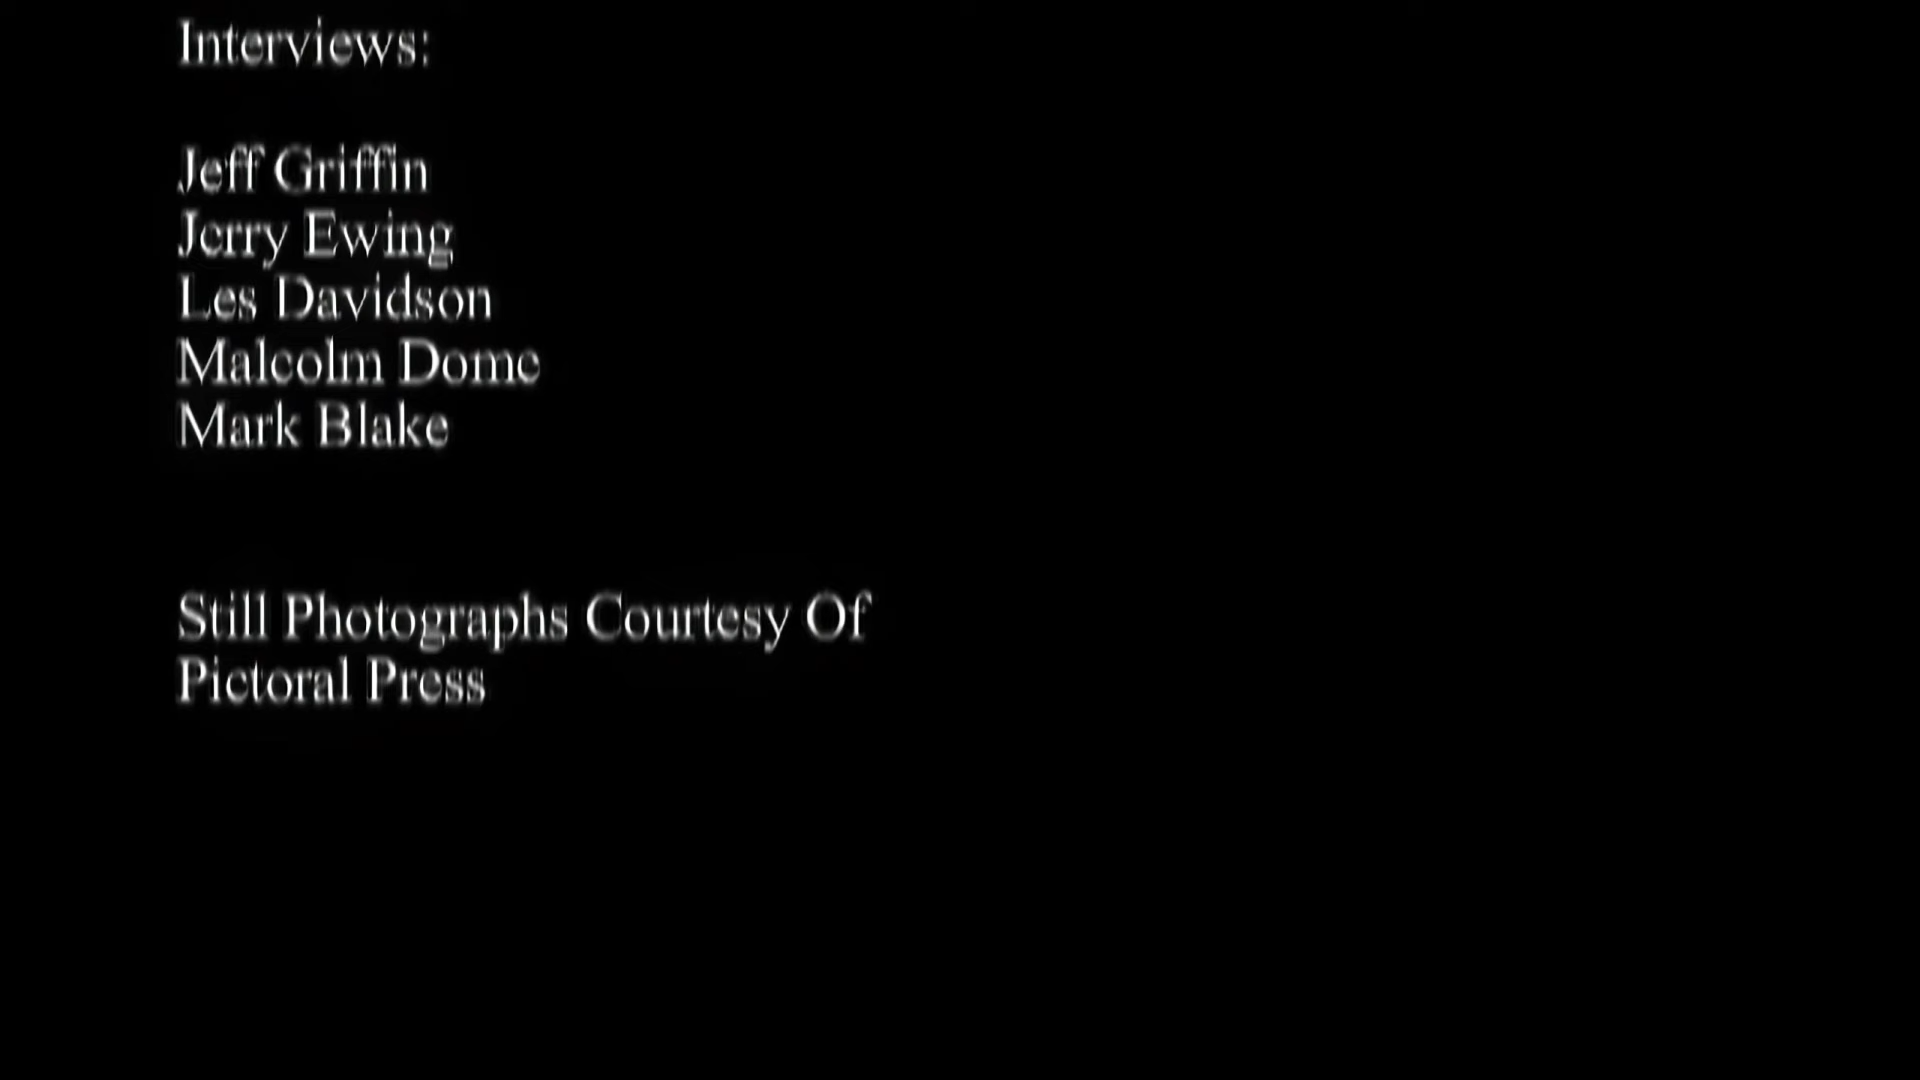 Interviews:
Jeff Griffin
Jerry Ewing
Les Davidson
Malcolm Dome
Mark Blake
Still Photographs Courtesy Of
Pictoral Press